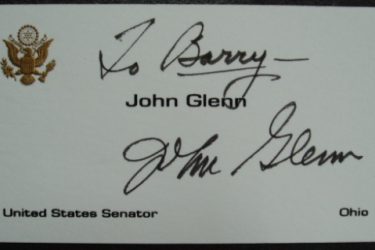 To Barry—
John Glenn
John Glenn
United States Senator Ohio